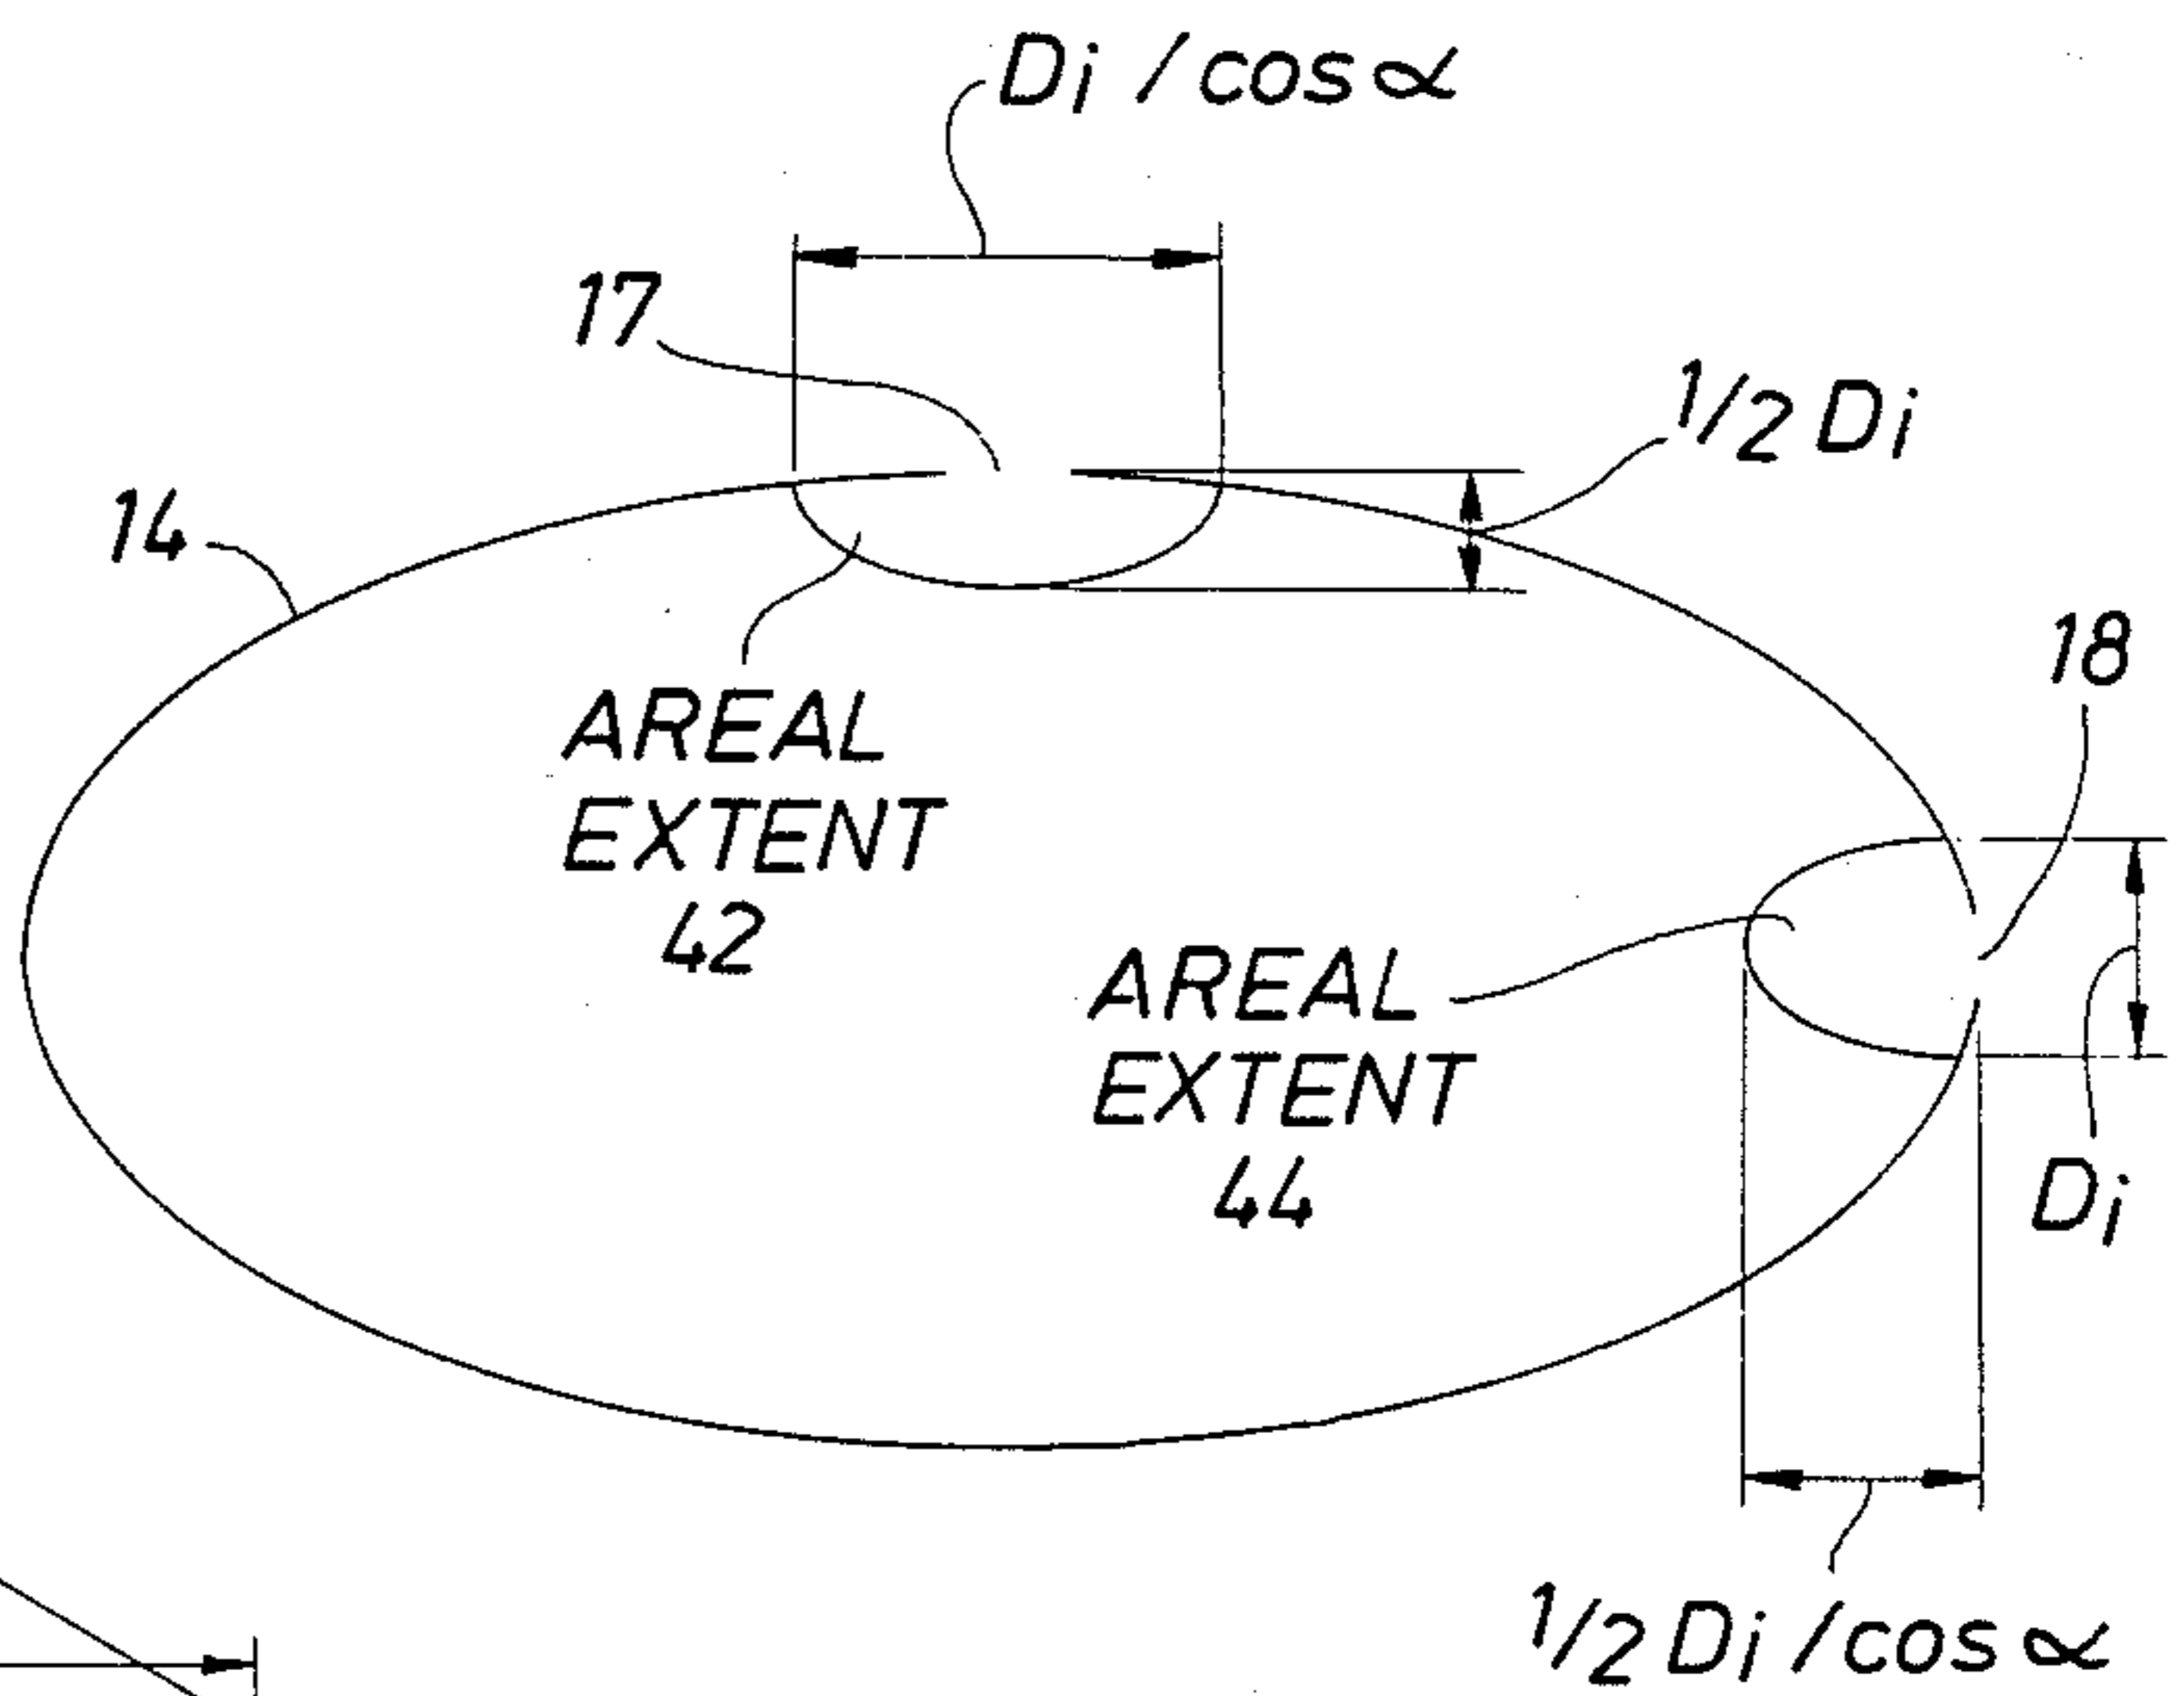 Di / cos α
17
1/2 Di
14
18
AREAL
EXTENT
42
AREAL
EXTENT
44
Di
1/2 Di / cos α